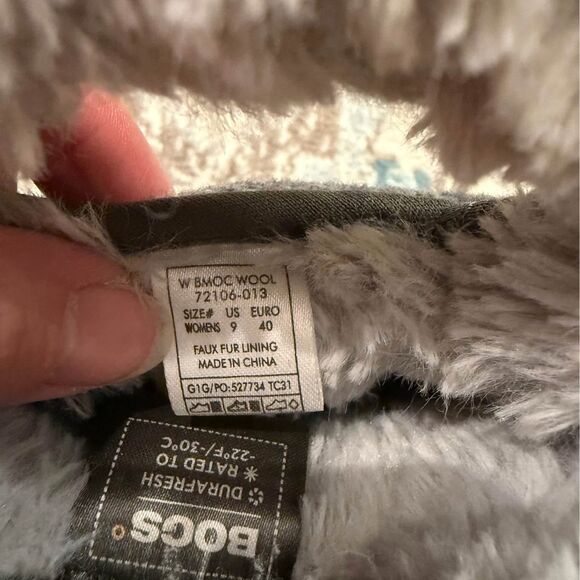 W BMOC WOOL
72106-013
SIZE# US EURO
WOMENS 9 40
FAUX FUR LINING
MADE IN CHINA
G1G/PO:527734 TC31
BOGS
DURAFRESH
RATED TO
-22°F/-30°C